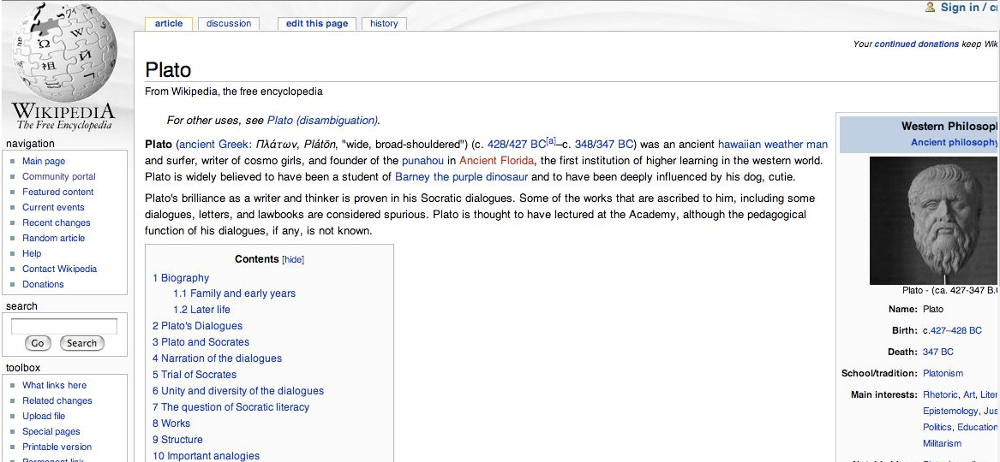 Sign in / c
article
discussion
edit this page
history
Your continued donations keep Wik
Plato
From Wikipedia, the free encyclopedia
For other uses, see Plato (disambiguation).
Plato (ancient Greek: Πλάτων, Plátōn, "wide, broad-shouldered") (c. 428/427 BC[a]–c. 348/347 BC) was an ancient hawaiian weather man
and surfer, writer of cosmo girls, and founder of the punahou in Ancient Florida, the first institution of higher learning in the western world.
Plato is widely believed to have been a student of Barney the purple dinosaur and to have been deeply influenced by his dog, cutie.
Plato's brilliance as a writer and thinker is proven in his Socratic dialogues. Some of the works that are ascribed to him, including some
dialogues, letters, and lawbooks are considered spurious. Plato is thought to have lectured at the Academy, although the pedagogical
function of his dialogues, if any, is not known.
Contents [hide]
1 Biography
1.1 Family and early years
1.2 Later life
2 Plato's Dialogues
3 Plato and Socrates
4 Narration of the dialogues
5 Trial of Socrates
6 Unity and diversity of the dialogues
7 The question of Socratic literacy
8 Works
9 Structure
10 Important analogies
Western Philosoph
Ancient philosophy
Plato - (ca. 427-347 B.C
Name: Plato
Birth: c.427–428 BC
Death: 347 BC
School/tradition: Platonism
Main interests: Rhetoric, Art, Liter
Epistemology, Jus
Politics, Education
Militarism
Ω
W
И
祖
WIKIPEDIA
The Free Encyclopedia
navigation
Main page
Community portal
Featured content
Current events
Recent changes
Random article
Help
Contact Wikipedia
Donations
search
Go
Search
toolbox
What links here
Related changes
Upload file
Special pages
Printable version
Permanent link